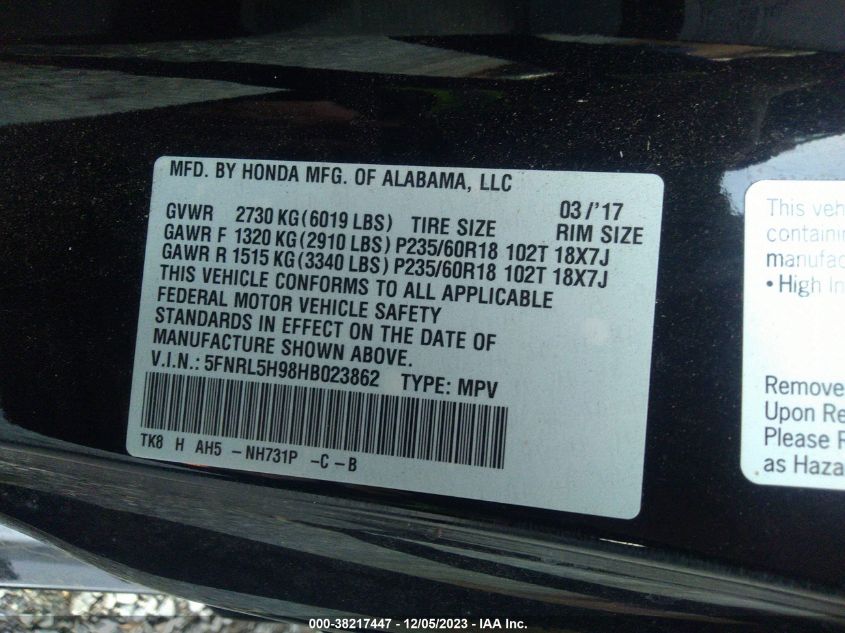 MFD. BY HONDA MFG. OF ALABAMA, LLC
03/'17
GVWR 2730 KG(6019 LBS) TIRE SIZE RIM SIZE
GAWR F 1320 KG(2910 LBS) P235/60R18 102T 18X7J
GAWR R 1515 KG(3340 LBS) P235/60R18 102T 18X7J
THIS VEHICLE CONFORMS TO ALL APPLICABLE
FEDERAL MOTOR VEHICLE SAFETY
STANDARDS IN EFFECT ON THE DATE OF
MANUFACTURE SHOWN ABOVE.
V.I.N.: 5FNRL5H98HB023862 TYPE: MPV
TK8 H AH5 - NH731P - C - B
This veh
containin
manufac
• High In
Remove
Upon Re
Please R
as Haza
000-38217447 - 12/05/2023 - IAA Inc.